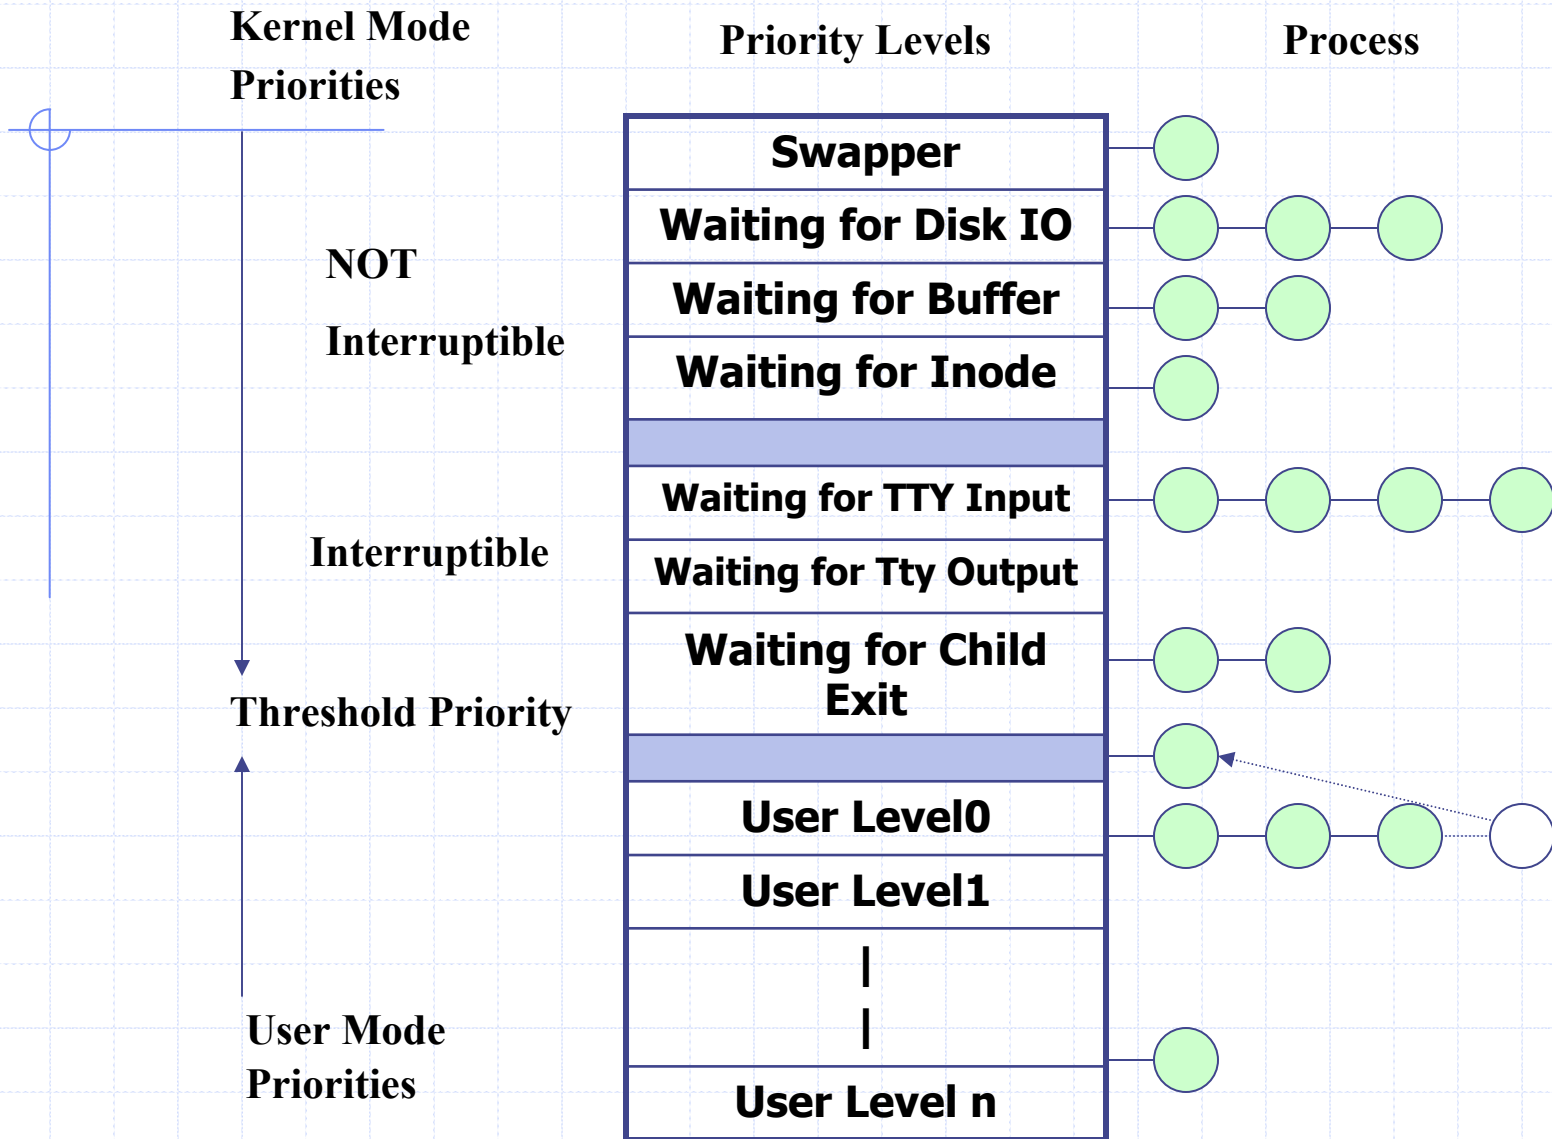 Kernel Mode
Priorities
Priority Levels
Process
Swapper
Waiting for Disk IO
NOT
Waiting for Buffer
Interruptible
Waiting for Inode
Waiting for TTY Input
Interruptible
Waiting for Tty Output
Waiting for Child
Exit
Threshold Priority
User Level0
User Level1
|
|
User Mode
Priorities
User Level n